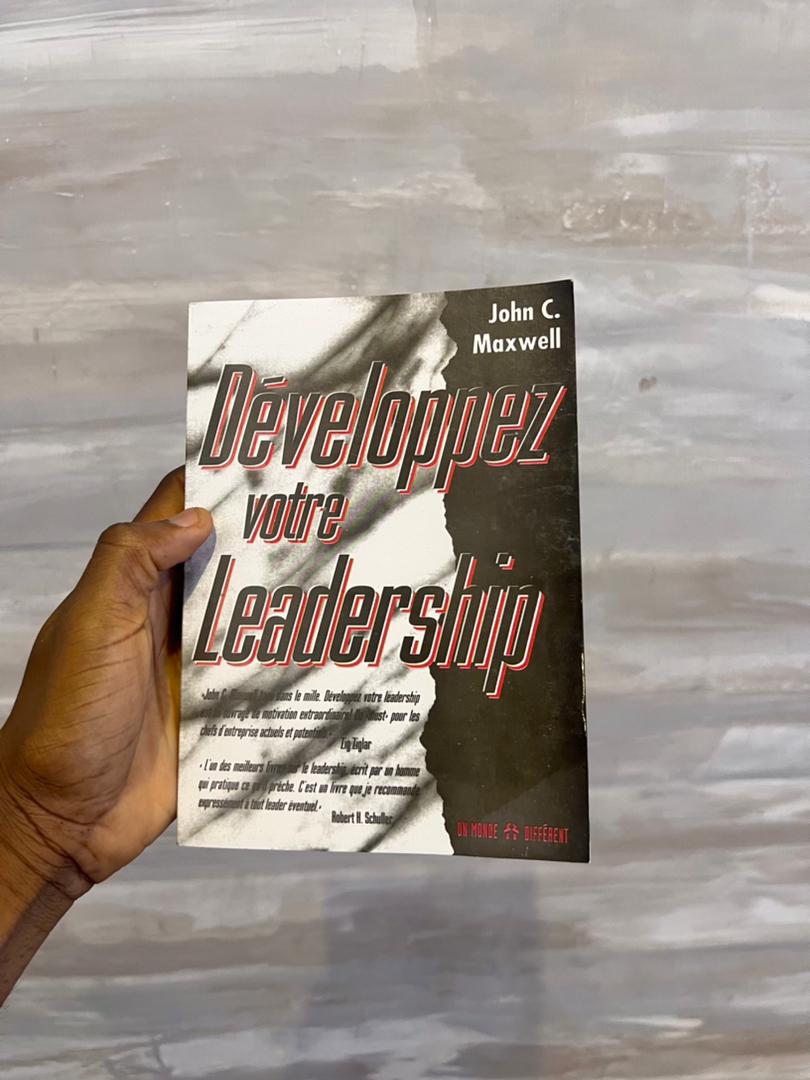 John C.
Maxwell
Développez
votre
Leadership
«John C. Maxwell dans le mille. Développez votre leadership
est un ouvrage de motivation extraordinaire! pour les
chefs d'entreprise actuels et potentiels.»
Zig Ziglar
« L'un des meilleurs livres sur le leadership, écrit par un homme
qui pratique ce qu'il prêche. C'est un livre que je recommande
expressément à tout leader éventuel.»
Robert H. Schuller
UN MONDE DIFFÉRENT